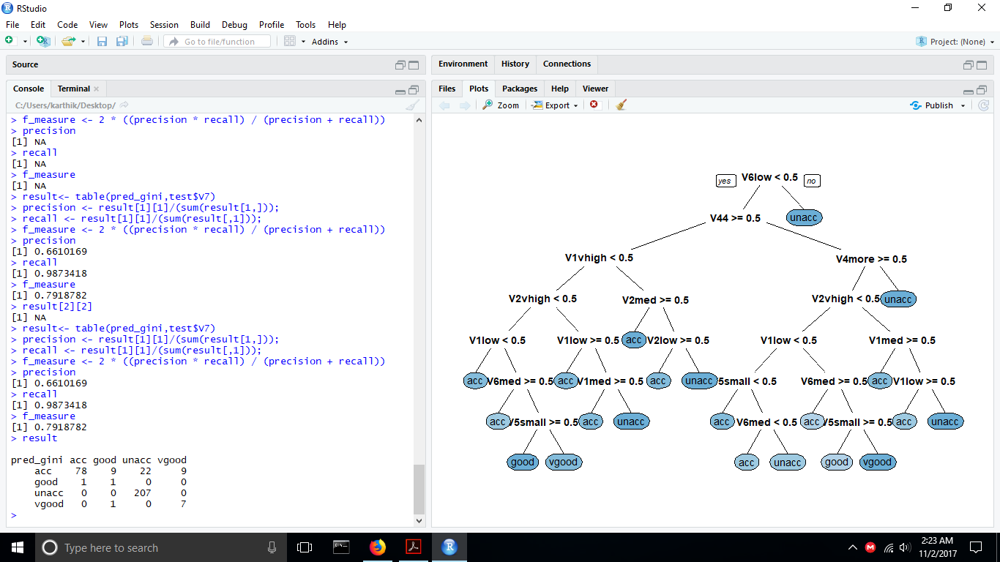 RStudio
File Edit Code View Plots Session Build Debug Profile Tools Help
Go to file/function Addins Project: (None)
Source
Console Terminal
C:/Users/karthik/Desktop/
> f_measure <- 2 * ((precision * recall) / (precision + recall))
> precision
[1] NA
> recall
[1] NA
> f_measure
[1] NA
> result<- table(pred_gini,test$V7)
> precision <- result[1][1]/(sum(result[1,]));
> recall <- result[1][1]/(sum(result[,1]));
> f_measure <- 2 * ((precision * recall) / (precision + recall))
> precision
[1] 0.6610169
> recall
[1] 0.9873418
> f_measure
[1] 0.7918782
> result[2][2]
[1] NA
> result<- table(pred_gini,test$V7)
> precision <- result[1][1]/(sum(result[1,]));
> recall <- result[1][1]/(sum(result[,1]));
> f_measure <- 2 * ((precision * recall) / (precision + recall))
> precision
[1] 0.6610169
> recall
[1] 0.9873418
> f_measure
[1] 0.7918782
> result
pred_gini acc good unacc vgood
acc 78 9 22 9
good 1 1 0 0
unacc 0 0 207 0
vgood 0 1 0 7
>
Environment History Connections
Files Plots Packages Help Viewer
Zoom Export Publish
yes V6low < 0.5 no
V44 >= 0.5 unacc
V1vhigh < 0.5 V4more >= 0.5
V2vhigh < 0.5 V2med >= 0.5 V2vhigh < 0.5 unacc
V1low < 0.5 V1low >= 0.5 acc V2low >= 0.5 V1low < 0.5 V1med >= 0.5
acc V6med >= 0.5 acc V1med >= 0.5 acc unacc 5small < 0.5 V6med >= 0.5 acc V1low >= 0.5
acc V5small >= 0.5 acc unacc acc V6med < 0.5 acc V5small >= 0.5 acc unacc
good vgood acc unacc good vgood
Type here to search
2:23 AM
11/2/2017